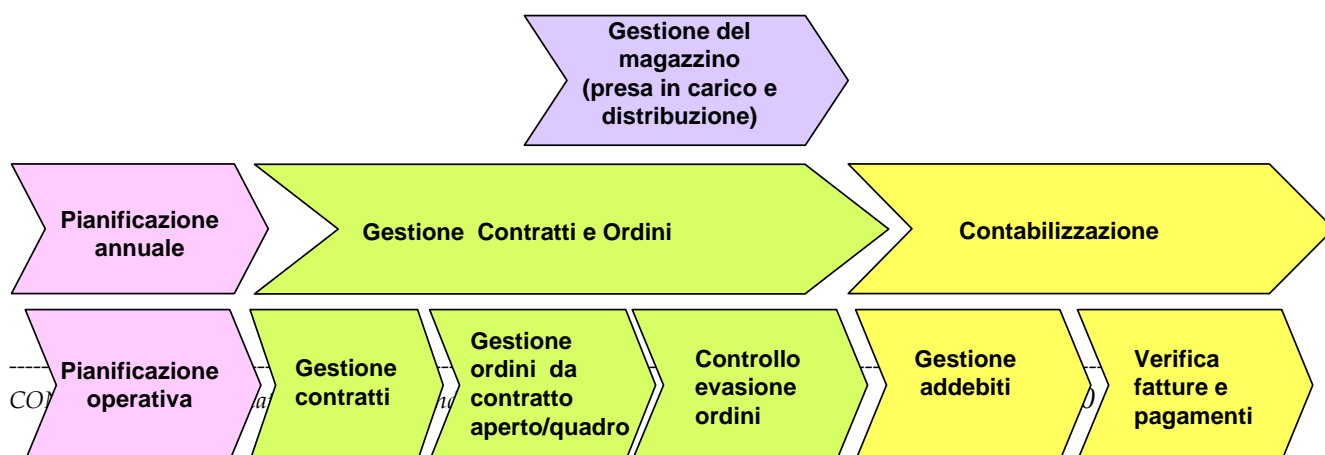 Gestione del
magazzino
(presa in carico e
distribuzione)
Pianificazione
annuale
Gestione Contratti e Ordini
Contabilizzazione
Pianificazione
operativa
Gestione
contratti
Gestione
ordini da
contratto
aperto/quadro
Controllo
evasione
ordini
Gestione
addebiti
Verifica
fatture e
pagamenti